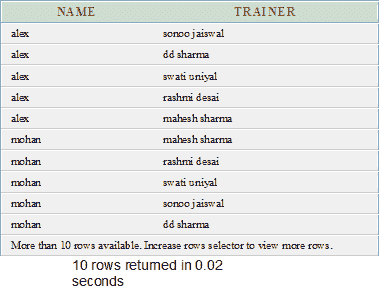 NAME TRAINER
alex sonoo jaiswal
alex dd sharma
alex swati uniyal
alex rashmi desai
alex mahesh sharma
mohan mahesh sharma
mohan rashmi desai
mohan swati uniyal
mohan sonoo jaiswal
mohan dd sharma
More than 10 rows available. Increase rows selector to view more rows.
10 rows returned in 0.02
seconds